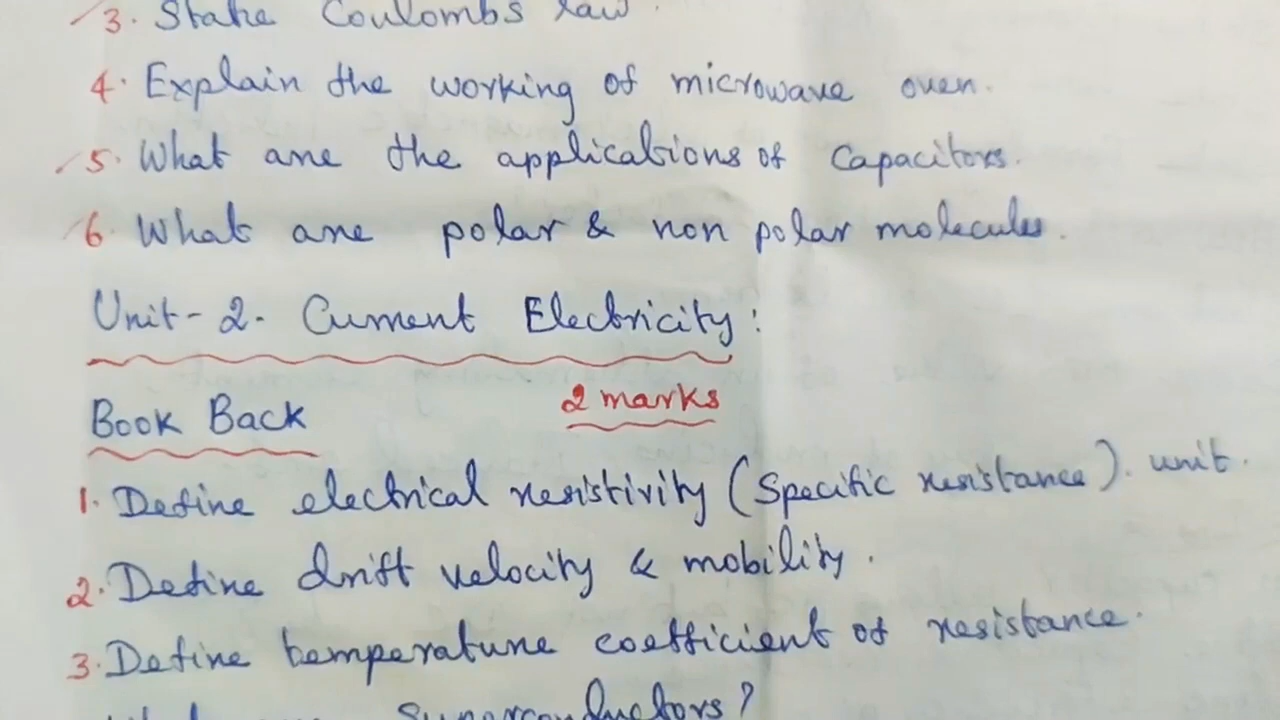 3. State Coulombs law.
4. Explain the working of microwave oven.
5. What are the applications of Capacitors.
6 What are polar & non polar molecules.
Unit-2. Current Electricity:
Book Back 2 marks
1. Define electrical resistivity (Specific resistance). unit.
2. Define drift velocity & mobility.
3. Define temperature coefficient of resistance.
superconductors?